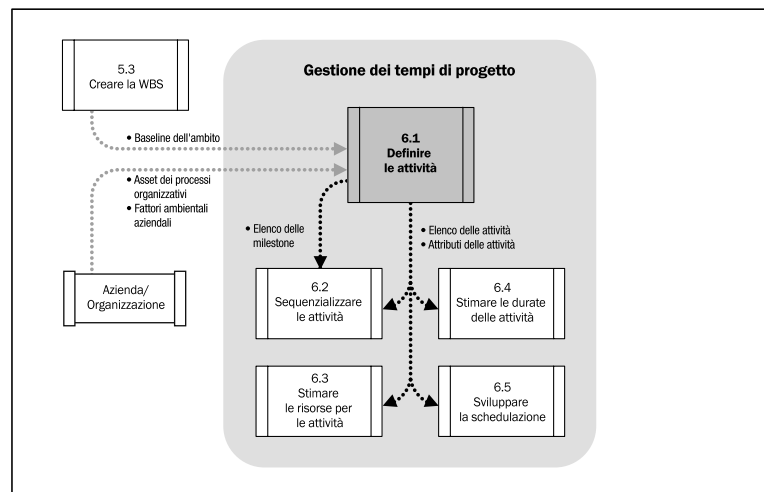 Gestione dei tempi di progetto
5.3
Creare la WBS
6.1
Definire
le attività
• Baseline dell'ambito
• Asset dei processi
organizzativi
• Fattori ambientali
aziendali
• Elenco delle
milestone
• Elenco delle attività
• Attributi delle attività
Azienda/
Organizzazione
6.2
Sequenzializzare
le attività
6.4
Stimare le durate
delle attività
6.3
Stimare
le risorse per
le attività
6.5
Sviluppare
la schedulazione